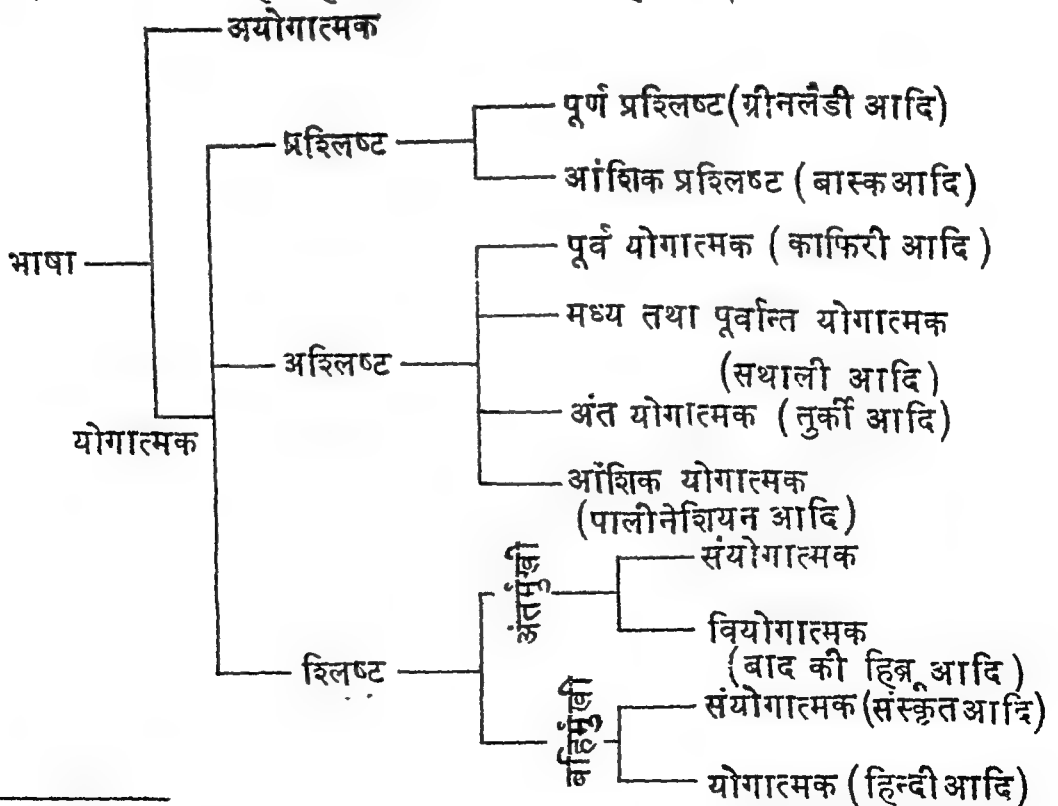 अयोगात्मक
पूर्ण प्रश्लिष्ट (ग्रीनलैंडी आदि)
प्रश्लिष्ट
आंशिक प्रश्लिष्ट (बास्क आदि)
भाषा
पूर्व योगात्मक (काफिरी आदि)
मध्य तथा पूर्वान्त योगात्मक
(सथाली आदि)
अश्लिष्ट
अंत योगात्मक (तुर्की आदि)
योगात्मक
आंशिक योगात्मक
(पालीनेशियन आदि)
अंतर्मुखी
संयोगात्मक
वियोगात्मक
(बाद की हिब्रू आदि)
श्लिष्ट
बहिर्मुखी
संयोगात्मक (संस्कृत आदि)
योगात्मक (हिन्दी आदि)